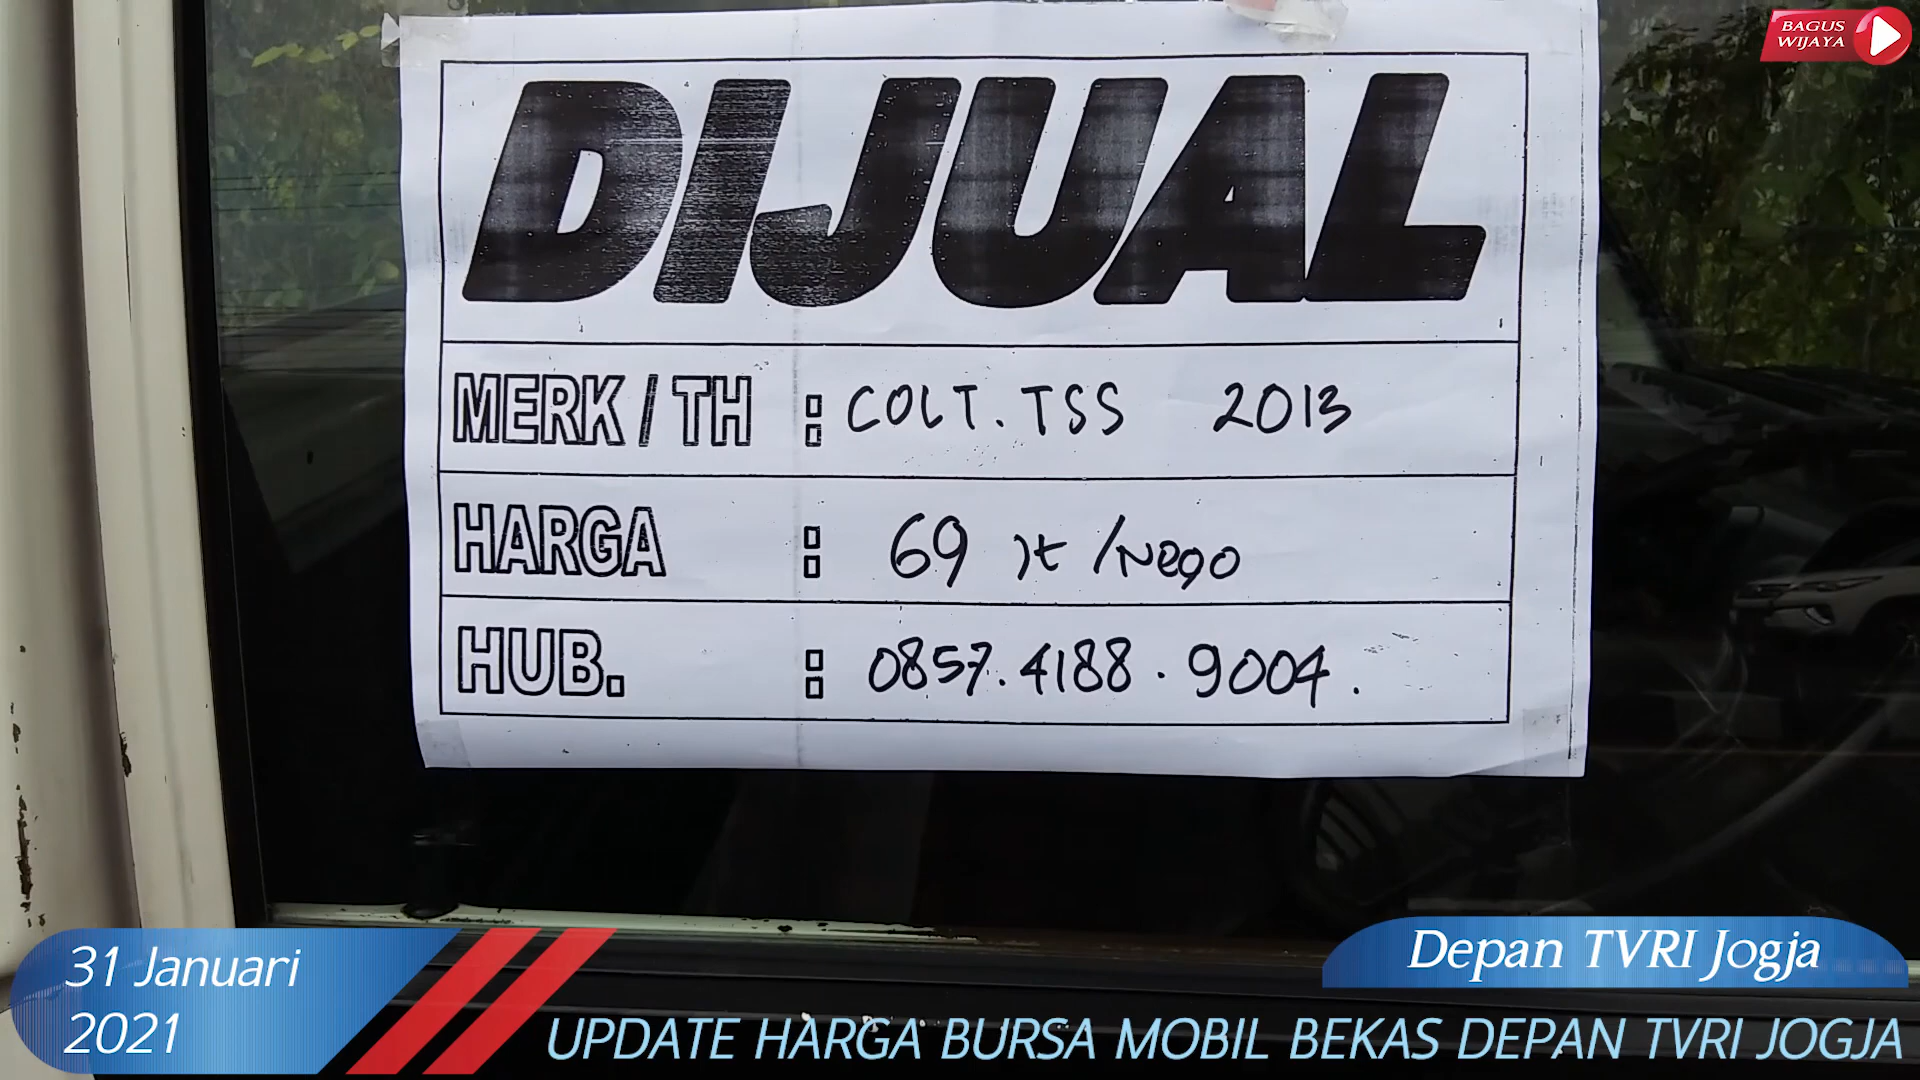 BAGUS
WIJAYA
DIJUAL
MERK / TH : COLT. TSS 2013
HARGA : 69 Jt / Nego
HUB. : 0857. 4188 . 9004 .
31 Januari
2021
Depan TVRI Jogja
UPDATE HARGA BURSA MOBIL BEKAS DEPAN TVRI JOGJA